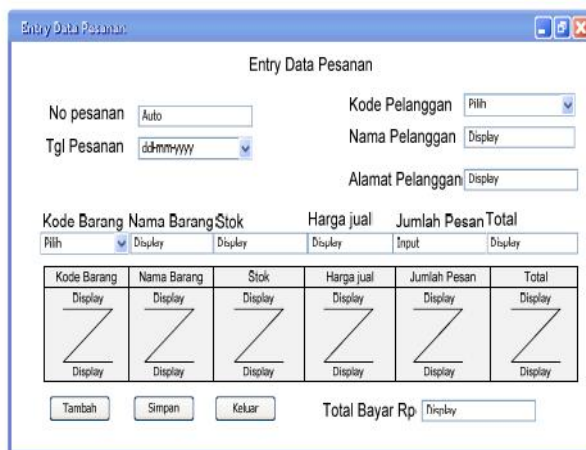 Entry Data Pesanan
Entry Data Pesanan
No pesanan Auto
Kode Pelanggan Pilih
Tgl Pesanan dd-mm-yyyy
Nama Pelanggan Display
Alamat Pelanggan Display
Kode Barang Nama Barang Stok Harga jual Jumlah Pesan Total
Pilih Display Display Display Input Display
Kode Barang Nama Barang Stok Harga jual Jumlah Pesan Total
Display Display Display Display Display Display
Display Display Display Display Display Display
Tambah Simpan Keluar Total Bayar Rp Display